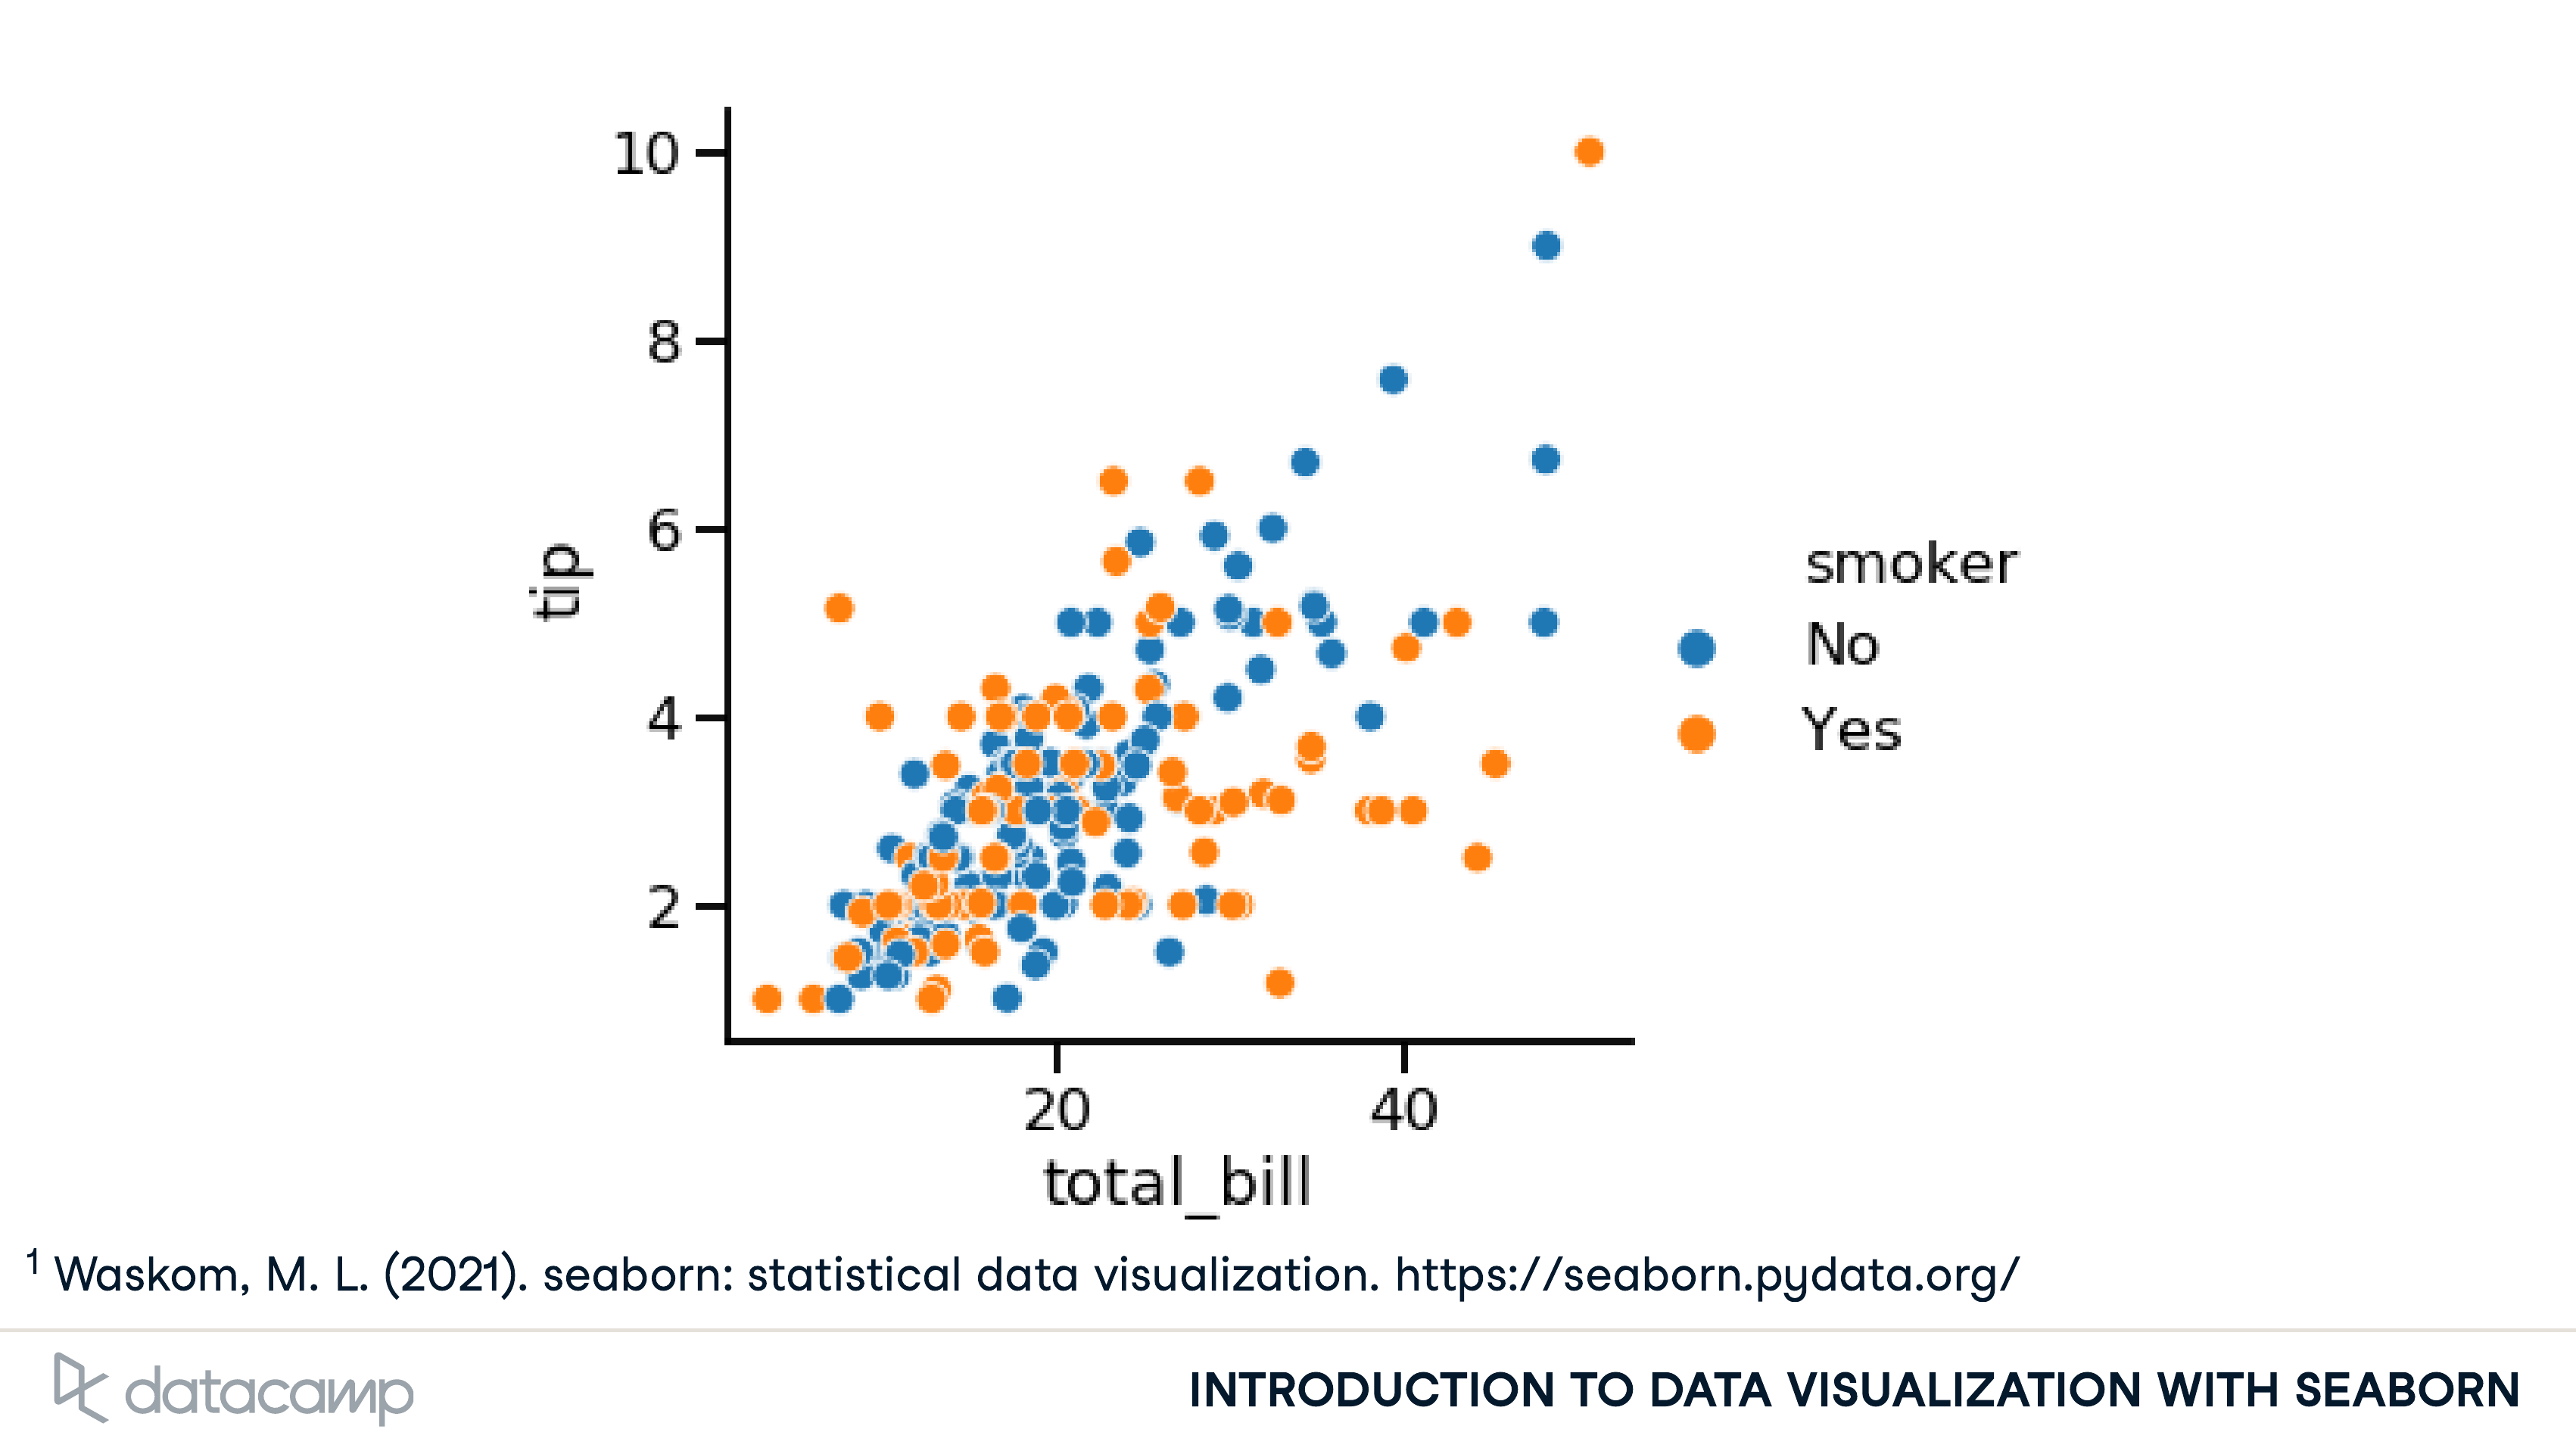 10
8
6
4
2
tip
smoker
No
Yes
20
40
total_bill
1 Waskom, M. L. (2021). seaborn: statistical data visualization. https://seaborn.pydata.org/
datacamp
INTRODUCTION TO DATA VISUALIZATION WITH SEABORN